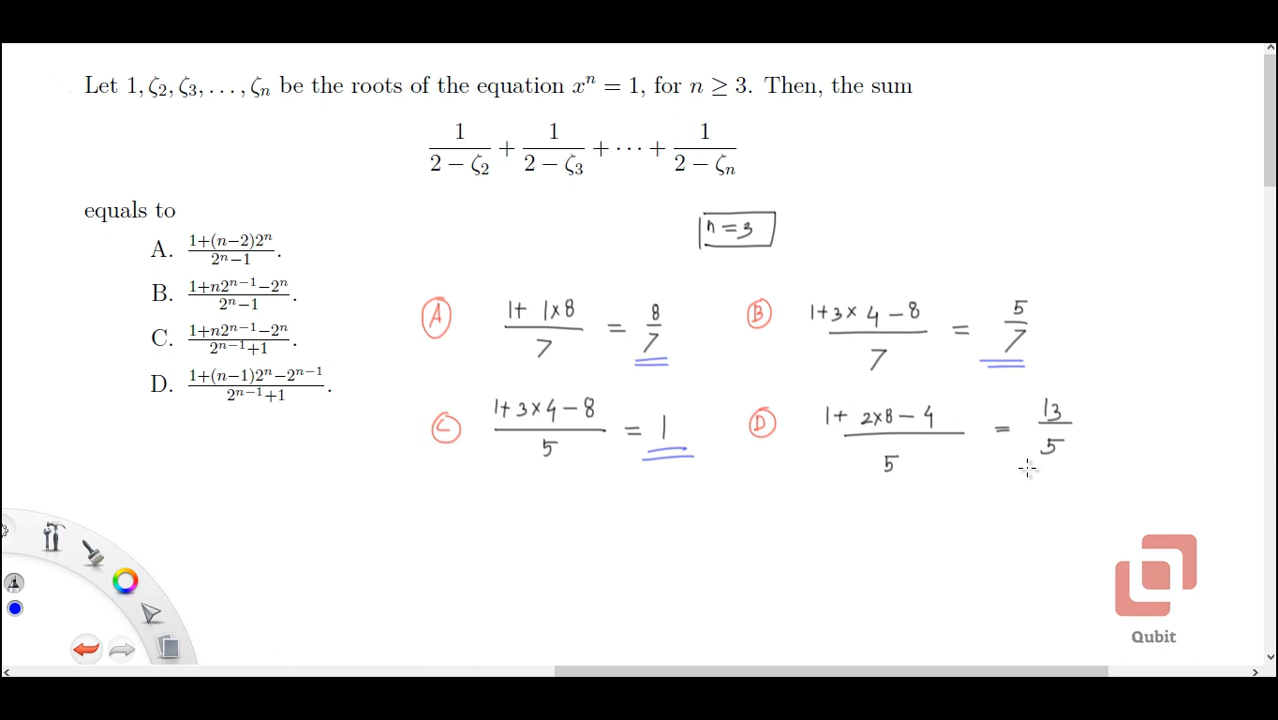 Let 1, ζ₂, ζ₃, . . . , ζₙ be the roots of the equation xⁿ = 1, for n ≥ 3. Then, the sum
1/(2 − ζ₂) + 1/(2 − ζ₃) + · · · + 1/(2 − ζₙ)
equals to
n = 3
A. (1+(n−2)2ⁿ)/(2ⁿ−1).
B. (1+n2ⁿ⁻¹−2ⁿ)/(2ⁿ−1).
C. (1+n2ⁿ⁻¹−2ⁿ)/(2ⁿ⁻¹+1).
D. (1+(n−1)2ⁿ−2ⁿ⁻¹)/(2ⁿ⁻¹+1).
A (1+ 1×8)/7 = 8/7
B (1+3×4−8)/7 = 5/7
C (1+3×4−8)/5 = 1
D (1+ 2×8−4)/5 = 13/5
Qubit